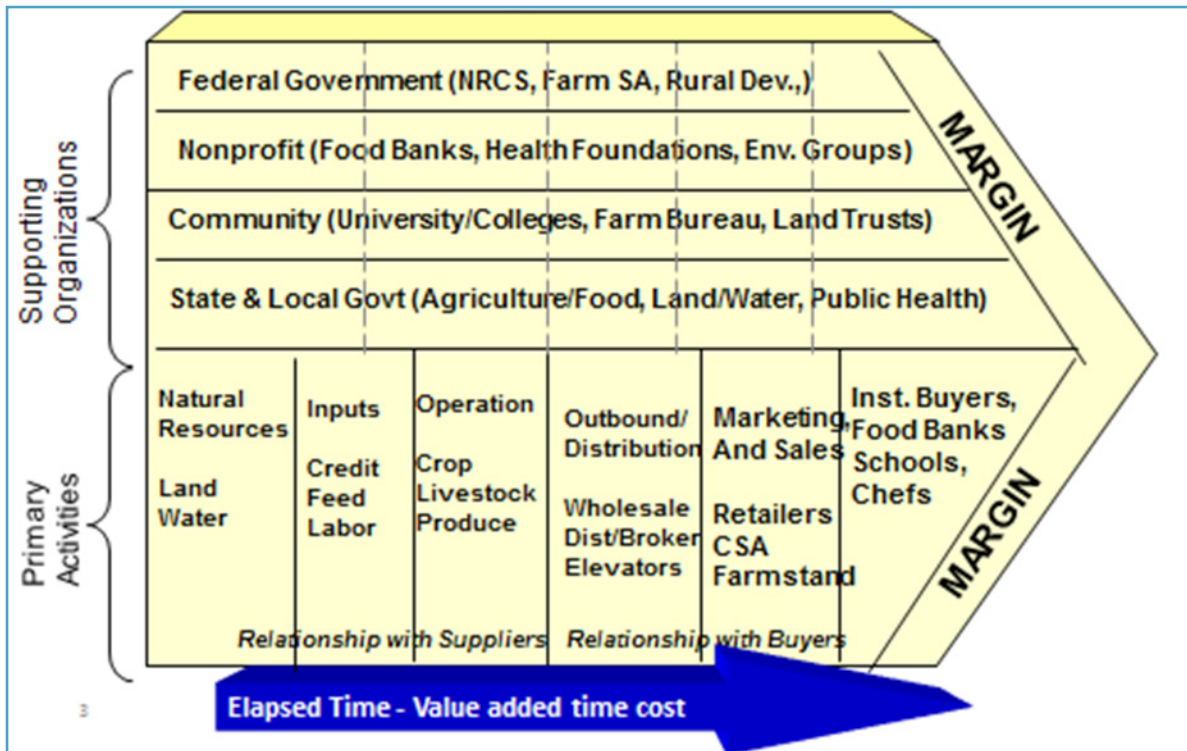 Supporting
Organizations
Federal Government (NRCS, Farm SA, Rural Dev.,)
Nonprofit (Food Banks, Health Foundations, Env. Groups)
Community (University/Colleges, Farm Bureau, Land Trusts)
State & Local Govt (Agriculture/Food, Land/Water, Public Health)
MARGIN
Primary
Activities
Natural
Resources
Land
Water
Inputs
Credit
Feed
Labor
Operation
Crop
Livestock
Produce
Outbound/
Distribution
Wholesale
Dist/Broker
Elevators
Marketing,
And Sales
Retailers
CSA
Farmstand
Inst. Buyers,
Food Banks
Schools,
Chefs
MARGIN
Relationship with Suppliers
Relationship with Buyers
Elapsed Time - Value added time cost
3